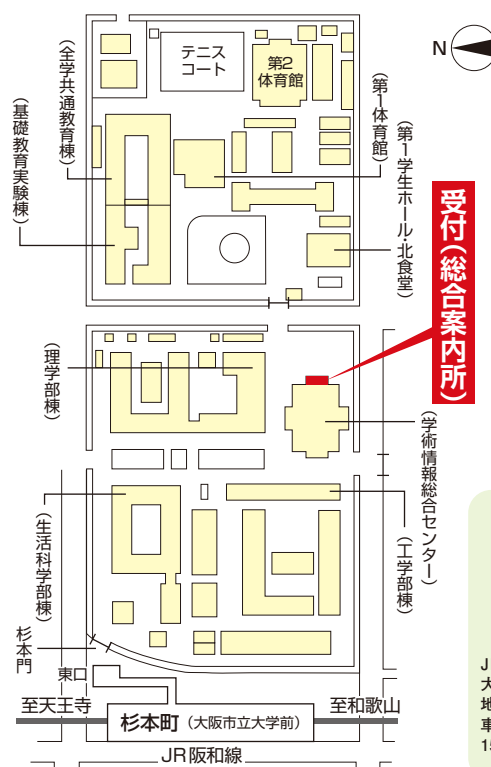 N
テニス
コート
第2
体育館
(全学共通教育棟)
(基礎教育実験棟)
(第1体育館)
(第1学生ホール・北食堂)
受付(総合案内所)
(理学部棟)
(学術情報総合センター)
(生活科学部棟)
(工学部棟)
杉本門
東口
至天王寺
至和歌山
杉本町(大阪市立大学前)
JR阪和線
J
大
地
車
15